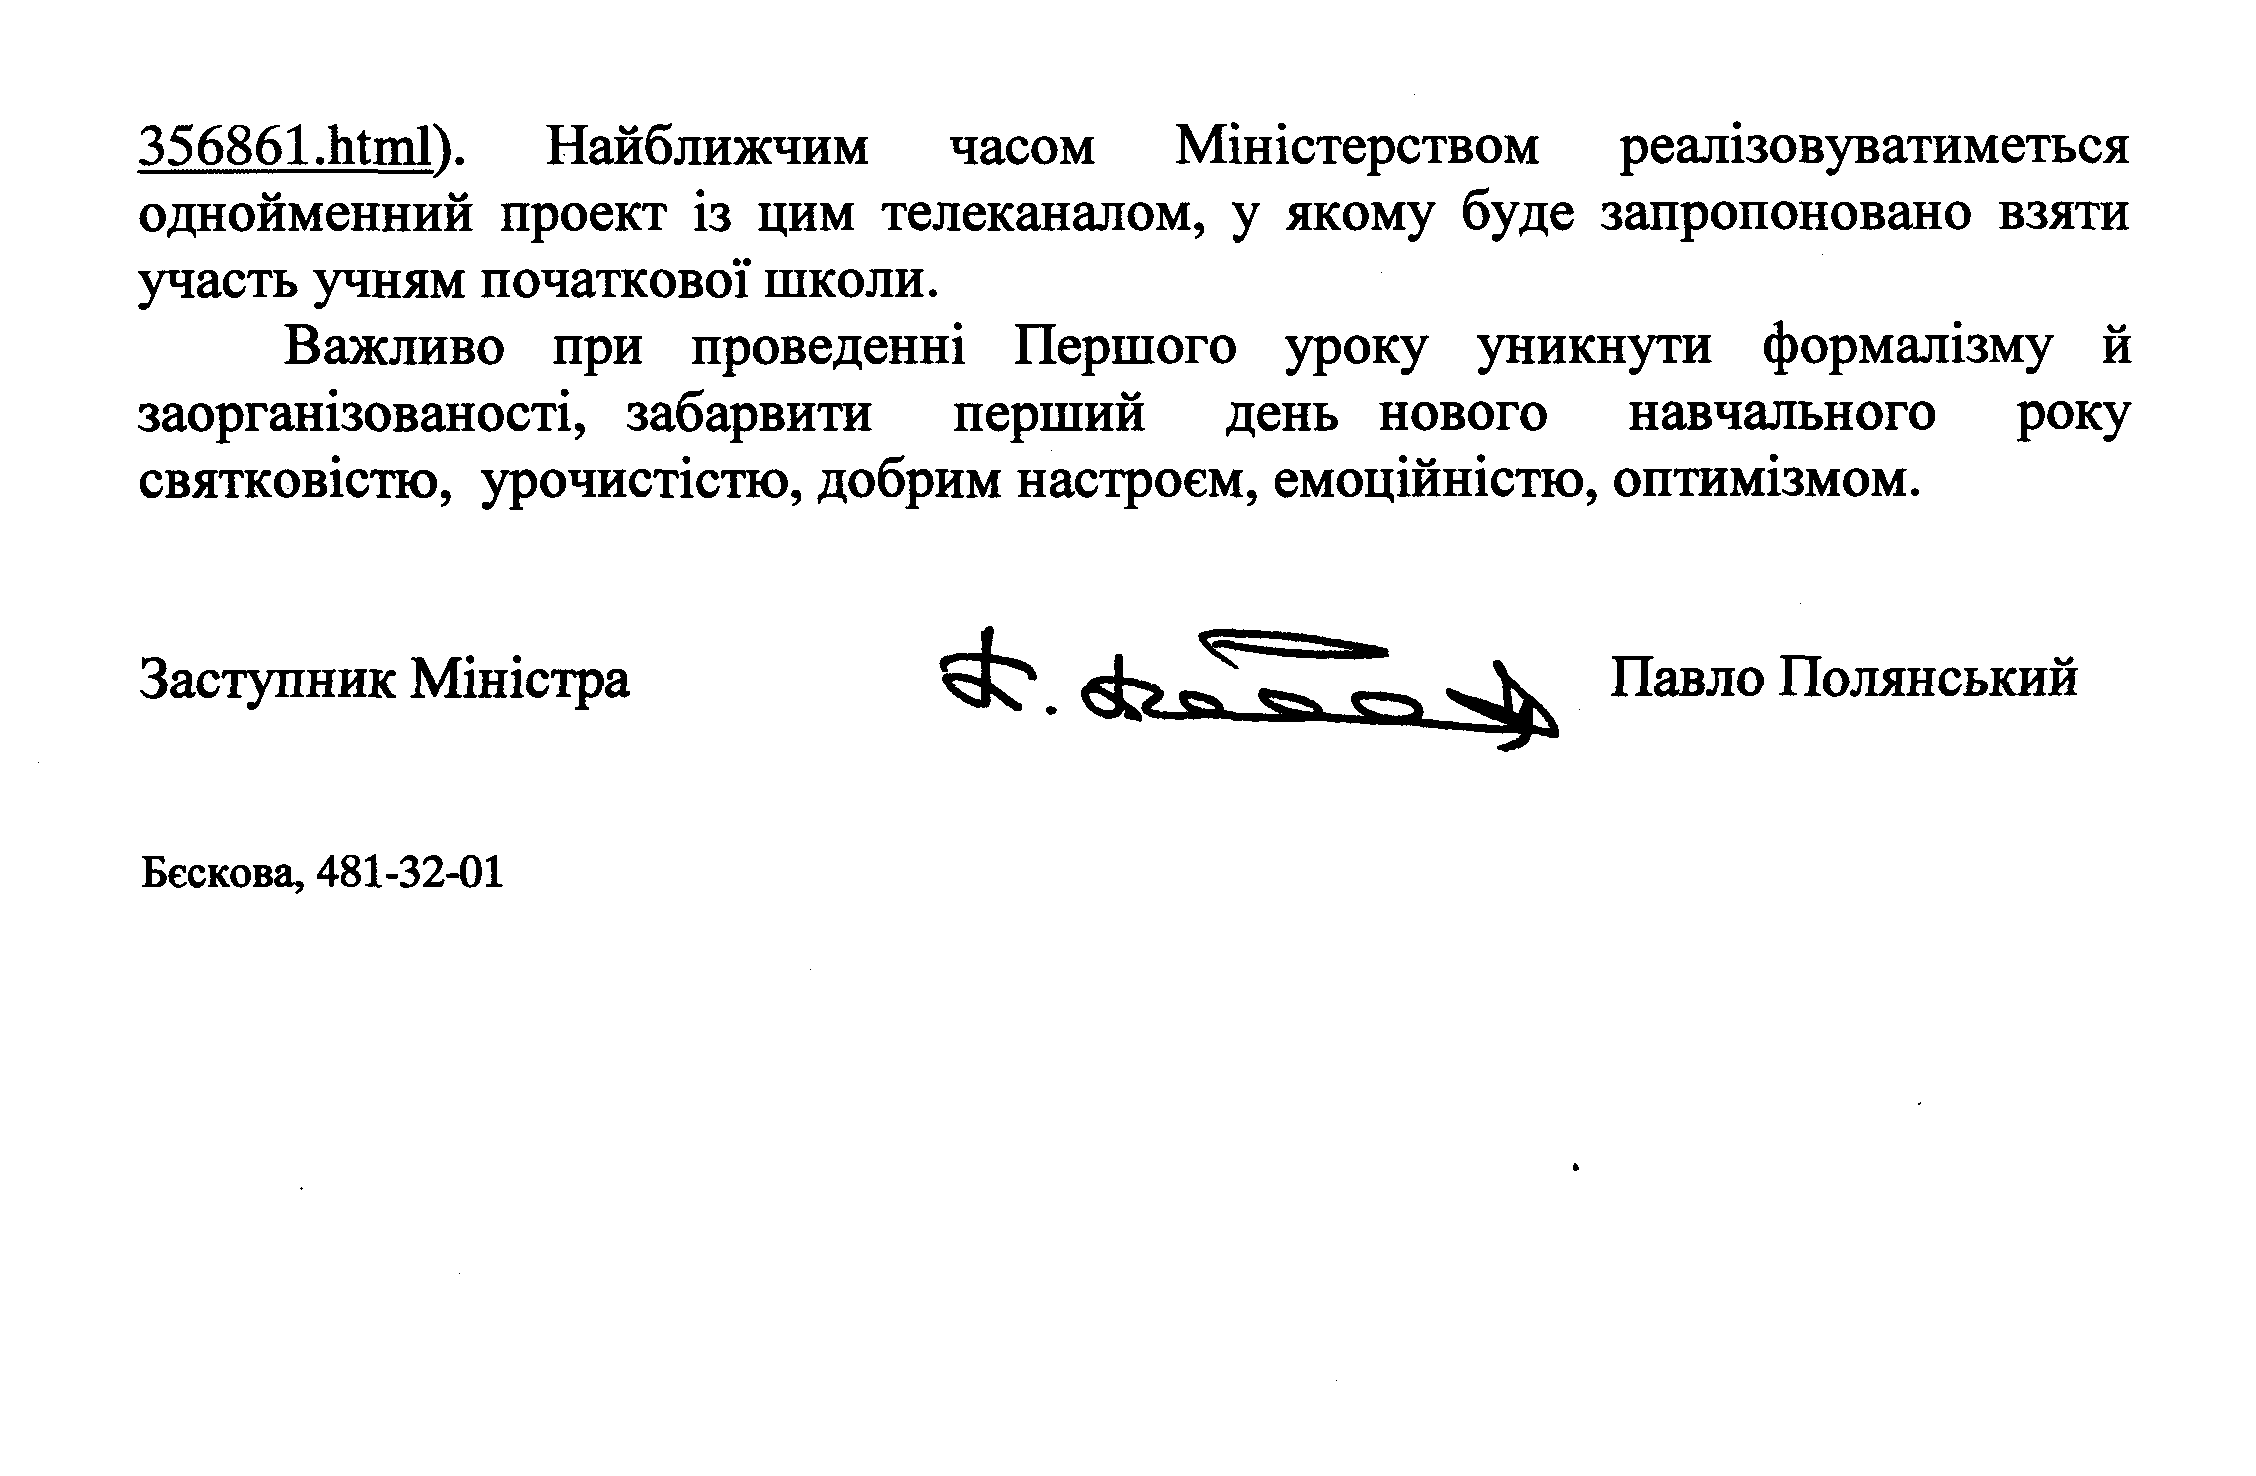 356861.html). Найближчим часом Міністерством реалізовуватиметься
однойменний проект із цим телеканалом, у якому буде запропоновано взяти
участь учням початкової школи.
Важливо при проведенні Першого уроку уникнути формалізму й
заорганізованості, забарвити перший день нового навчального року
святковістю, урочистістю, добрим настроєм, емоційністю, оптимізмом.
Заступник Міністра Павло Полянський
Бєскова, 481-32-01